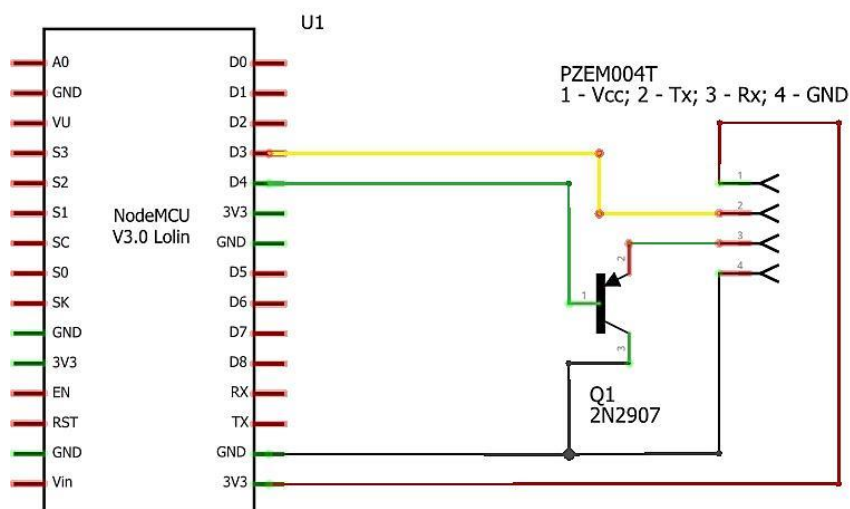 U1
A0
GND
VU
S3
S2
S1
SC
S0
SK
GND
3V3
EN
RST
GND
Vin
NodeMCU
V3.0 Lolin
D0
D1
D2
D3
D4
3V3
GND
D5
D6
D7
D8
RX
TX
GND
3V3
PZEM004T
1 - Vcc; 2 - Tx; 3 - Rx; 4 - GND
1
2
3
4
2
1
3
Q1
2N2907